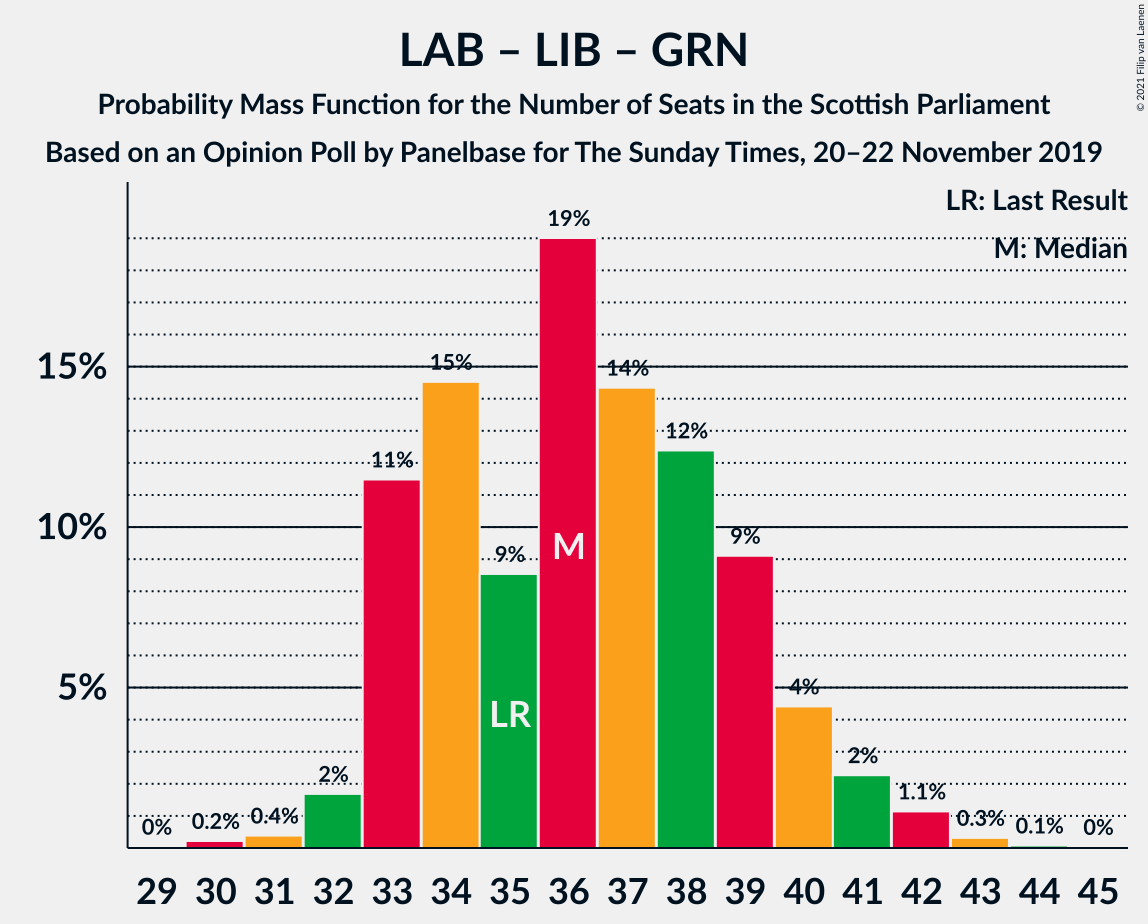 LAB – LIB – GRN
Probability Mass Function for the Number of Seats in the Scottish Parliament
Based on an Opinion Poll by Panelbase for The Sunday Times, 20–22 November 2019
© 2021 Filip van Laenen
LR: Last Result
M: Median
15%
10%
5%
0%
0.2%
0.4%
2%
11%
15%
9%
19%
14%
12%
9%
4%
2%
1.1%
0.3%
0.1%
0%
LR
M
29 30 31 32 33 34 35 36 37 38 39 40 41 42 43 44 45